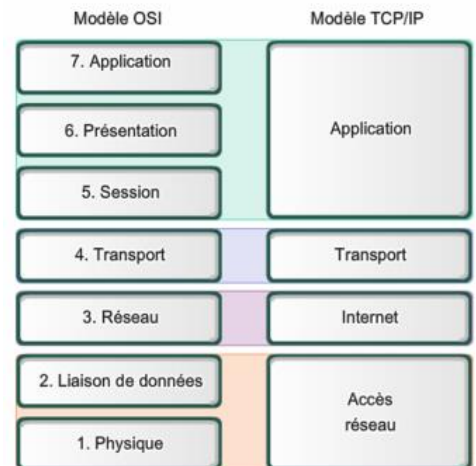 Modèle OSI
Modèle TCP/IP
7. Application
6. Présentation
5. Session
4. Transport
3. Réseau
2. Liaison de données
1. Physique
Application
Transport
Internet
Accès
réseau